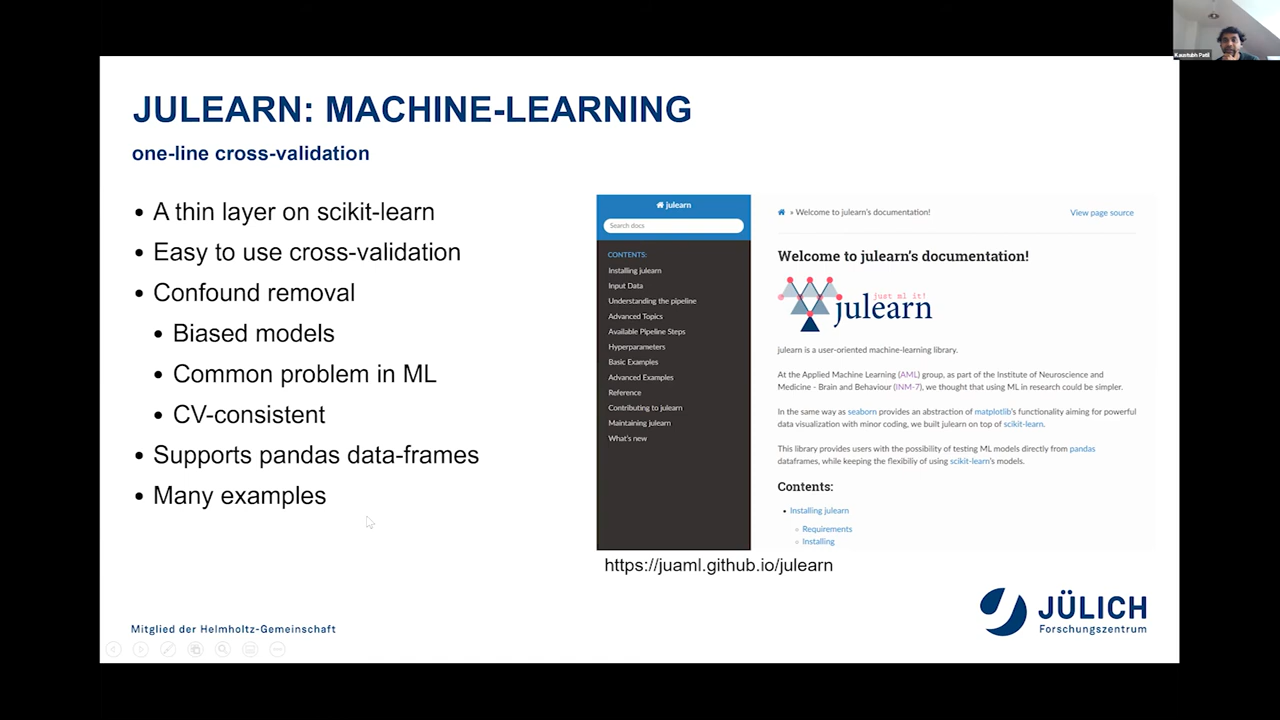 Kaustubh Patil
JULEARN: MACHINE-LEARNING
one-line cross-validation
• A thin layer on scikit-learn
• Easy to use cross-validation
• Confound removal
• Biased models
• Common problem in ML
• CV-consistent
• Supports pandas data-frames
• Many examples
julearn
Search docs
CONTENTS:
Installing julearn
Input Data
Understanding the pipeline
Advanced Topics
Available Pipeline Steps
Hyperparameters
Basic Examples
Advanced Examples
Reference
Contributing to julearn
Maintaining julearn
What's new
» Welcome to julearn's documentation!
View page source
Welcome to julearn's documentation!
just ml it!
julearn
julearn is a user-oriented machine-learning library.
At the Applied Machine Learning (AML) group, as part of the Institute of Neuroscience and
Medicine - Brain and Behaviour (INM-7), we thought that using ML in research could be simpler.
In the same way as seaborn provides an abstraction of matplotlib's functionality aiming for powerful
data visualization with minor coding, we built julearn on top of scikit-learn.
This library provides users with the possibility of testing ML models directly from pandas
dataframes, while keeping the flexibiliy of using scikit-learn's models.
Contents:
• Installing julearn
◦ Requirements
◦ Installing
https://juaml.github.io/julearn
Mitglied der Helmholtz-Gemeinschaft
JÜLICH
Forschungszentrum